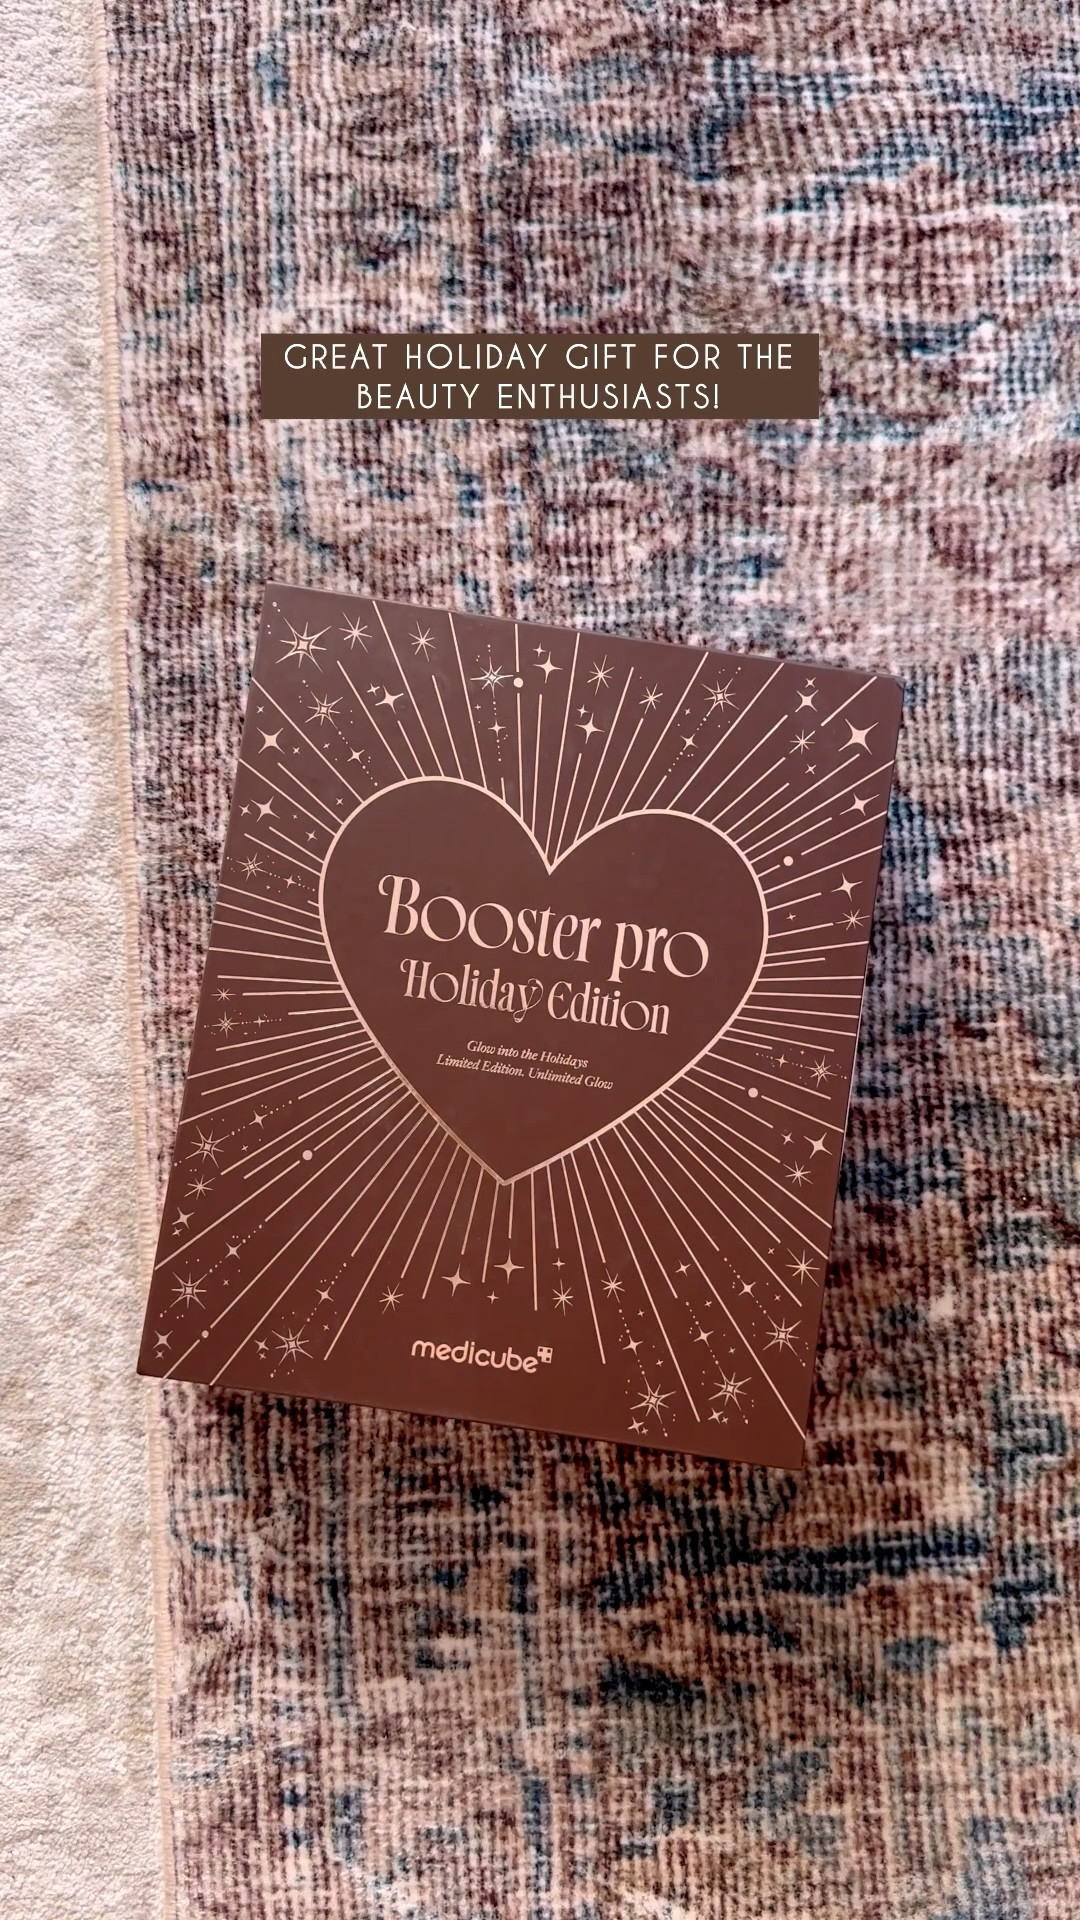 GREAT HOLIDAY GIFT FOR THE
BEAUTY ENTHUSIASTS!
Booster pro
Holiday Edition
Glow into the Holidays
Limited Edition. Unlimited Glow
medicube